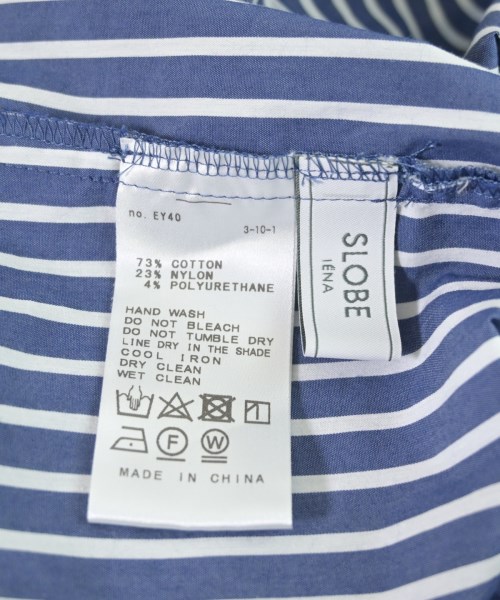 no. EY40
3-10-1
73% COTTON
23% NYLON
4% POLYURETHANE
HAND WASH
DO NOT BLEACH
DO NOT TUMBLE DRY
LINE DRY IN THE SHADE
COOL IRON
DRY CLEAN
WET CLEAN
F W
MADE IN CHINA
SLOBE
IÉNA